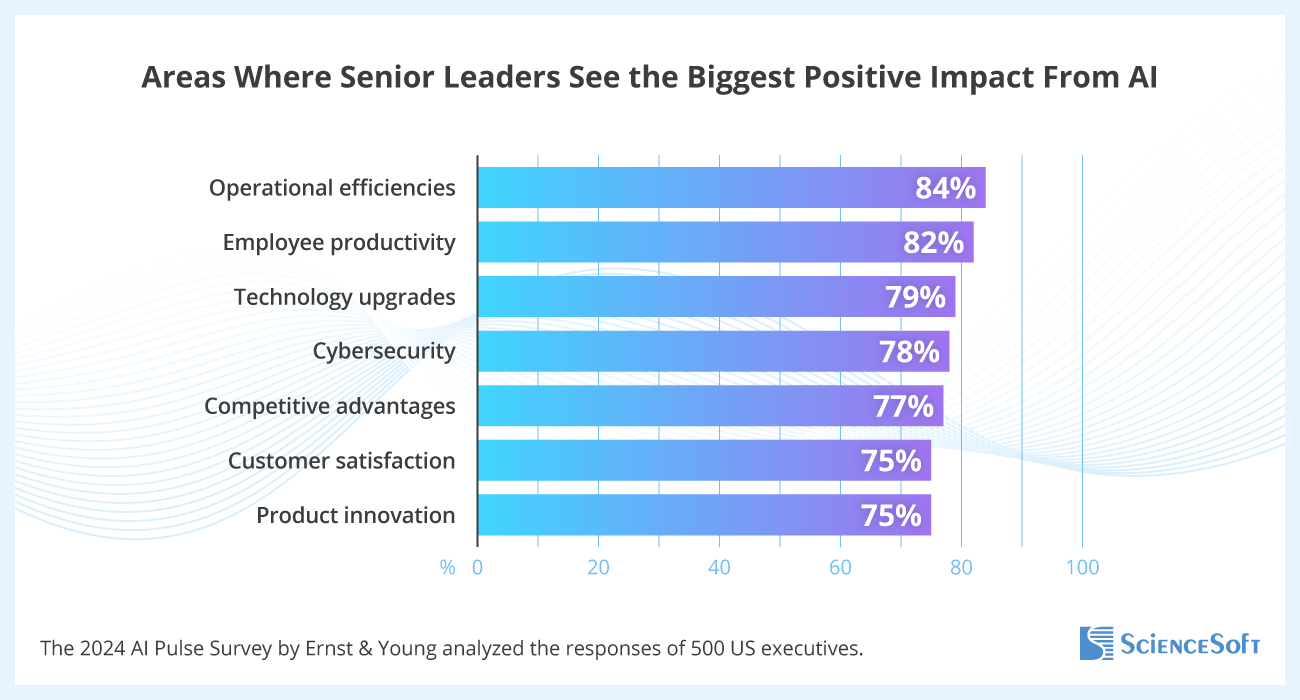 Areas Where Senior Leaders See the Biggest Positive Impact From AI
Operational efficiencies 84%
Employee productivity 82%
Technology upgrades 79%
Cybersecurity 78%
Competitive advantages 77%
Customer satisfaction 75%
Product innovation 75%
% 0 20 40 60 80 100
The 2024 AI Pulse Survey by Ernst & Young analyzed the responses of 500 US executives.
ScienceSoft